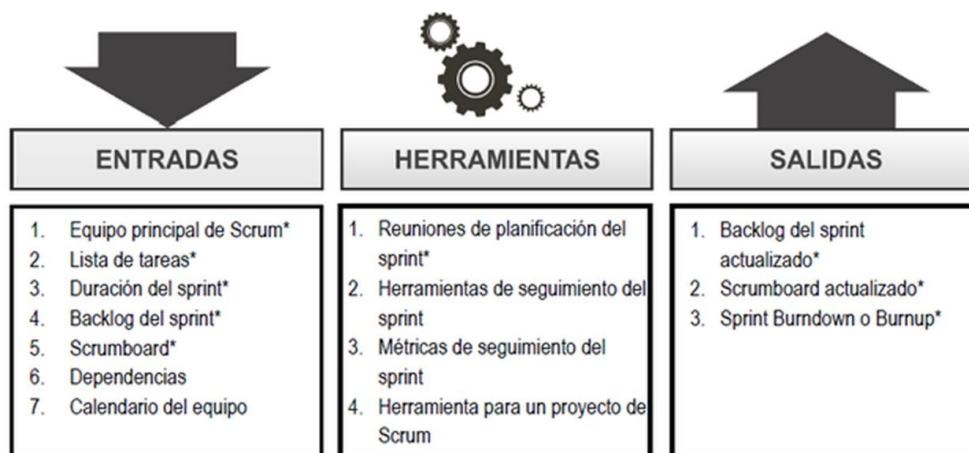 ENTRADAS
1. Equipo principal de Scrum*
2. Lista de tareas*
3. Duración del sprint*
4. Backlog del sprint*
5. Scrumboard*
6. Dependencias
7. Calendario del equipo
HERRAMIENTAS
1. Reuniones de planificación del
sprint*
2. Herramientas de seguimiento del
sprint
3. Métricas de seguimiento del
sprint
4. Herramienta para un proyecto de
Scrum
SALIDAS
1. Backlog del sprint
actualizado*
2. Scrumboard actualizado*
3. Sprint Burndown o Burnup*